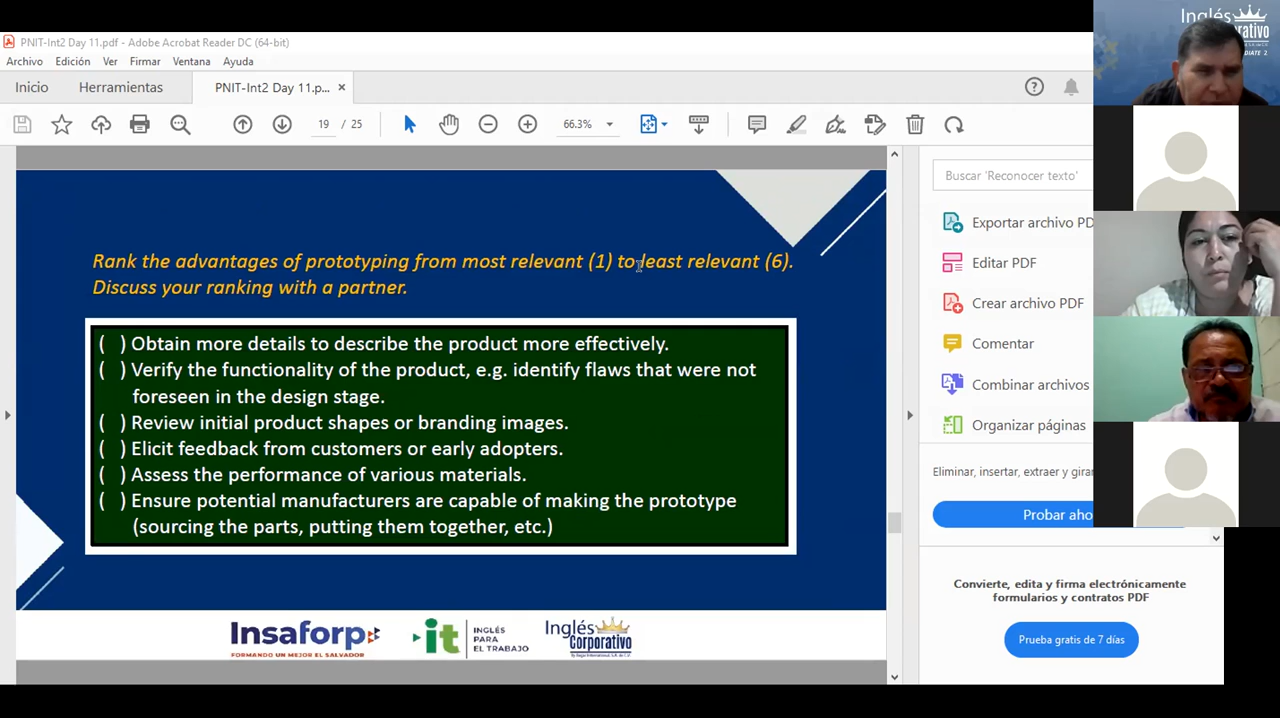 PNIT-Int2 Day 11.pdf - Adobe Acrobat Reader DC (64-bit)
Archivo Edición Ver Firmar Ventana Ayuda
Inicio Herramientas PNIT-Int2 Day 11.p... ×
19 / 25 66.3%
Rank the advantages of prototyping from most relevant (1) to least relevant (6).
Discuss your ranking with a partner.
( ) Obtain more details to describe the product more effectively.
( ) Verify the functionality of the product, e.g. identify flaws that were not
foreseen in the design stage.
( ) Review initial product shapes or branding images.
( ) Elicit feedback from customers or early adopters.
( ) Assess the performance of various materials.
( ) Ensure potential manufacturers are capable of making the prototype
(sourcing the parts, putting them together, etc.)
Insaforp
FORMANDO UN MEJOR EL SALVADOR
it
INGLÉS
PARA
EL TRABAJO
Inglés
Corporativo
Buscar 'Reconocer texto'
Exportar archivo PD
Editar PDF
Crear archivo PDF
Comentar
Combinar archivos
Organizar páginas
Eliminar, insertar, extraer y girar
Probar aho
Convierte, edita y firma electrónicamente
formularios y contratos PDF
Prueba gratis de 7 días
Inglés